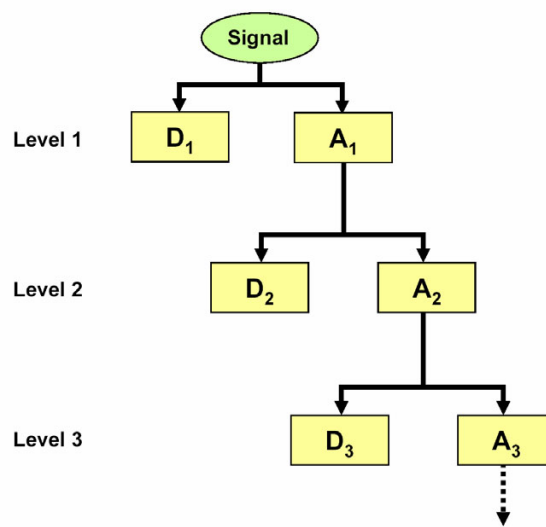 Signal
Level 1 D₁ A₁
Level 2 D₂ A₂
Level 3 D₃ A₃